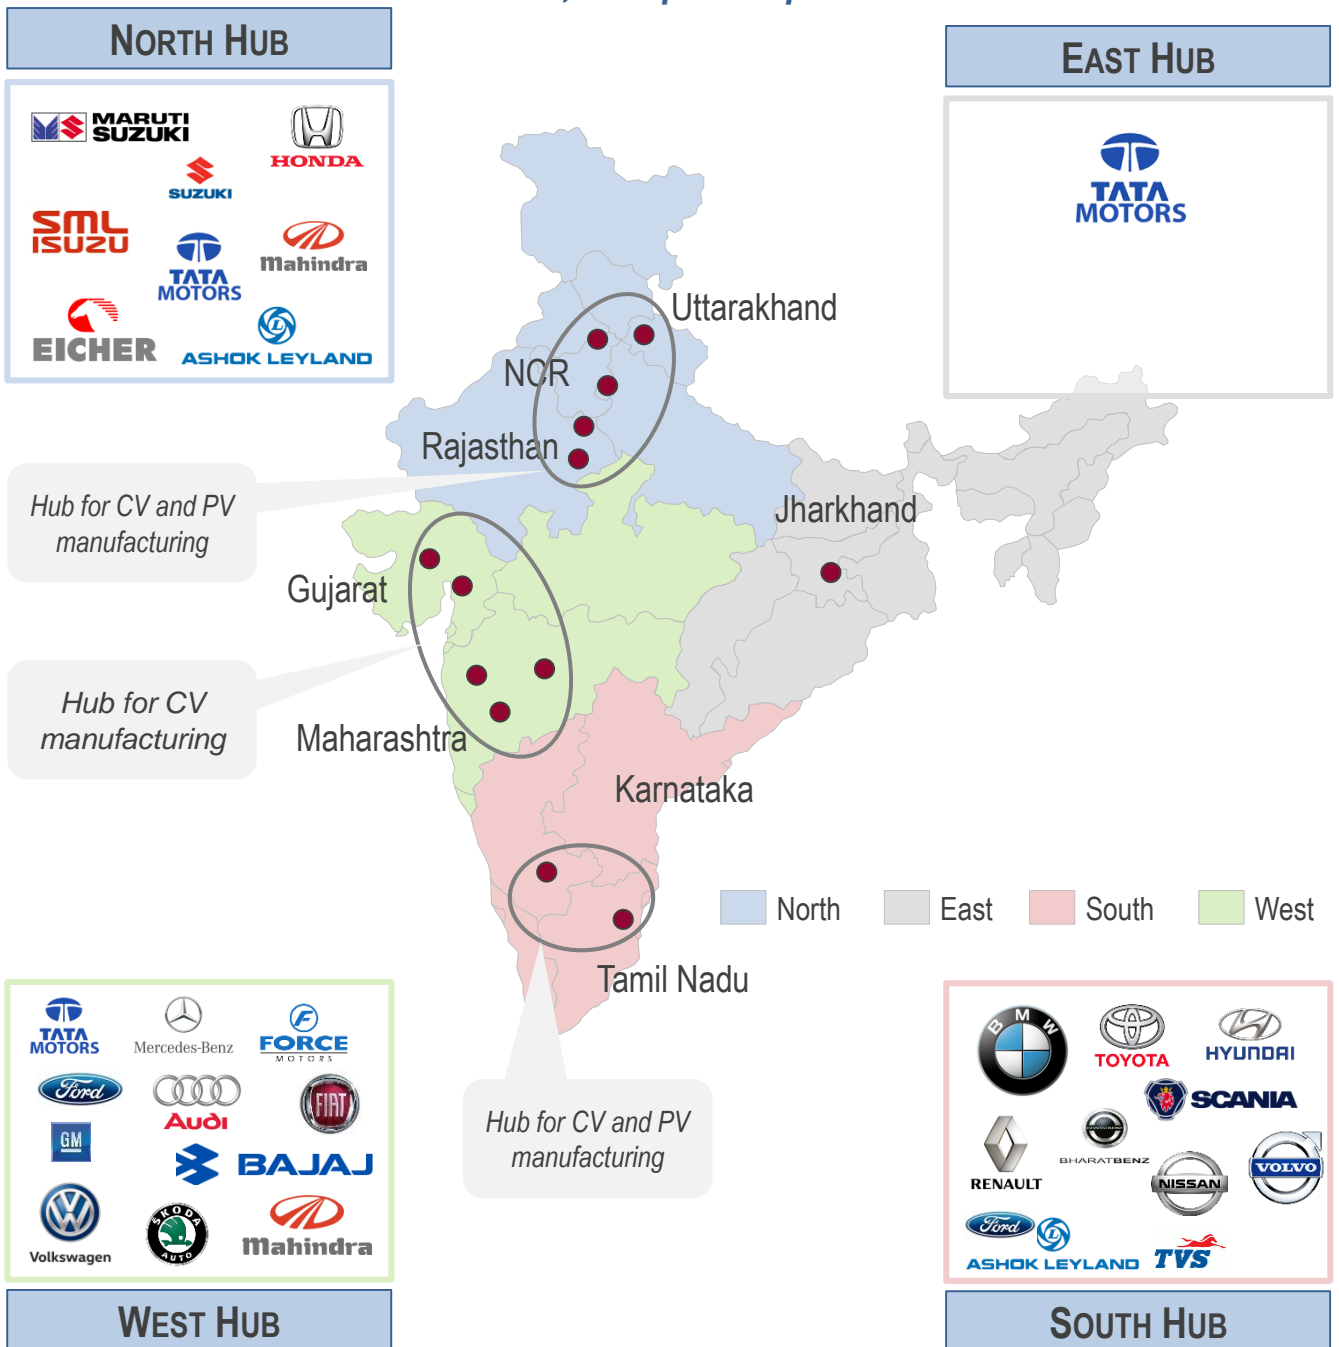 NORTH HUB
EAST HUB
MARUTI
SUZUKI
HONDA
SUZUKI
SML
ISUZU
TATA
MOTORS
Mahindra
EICHER
ASHOK LEYLAND
TATA
MOTORS
Uttarakhand
NCR
Rajasthan
Hub for CV and PV
manufacturing
Jharkhand
Gujarat
Hub for CV
manufacturing
Maharashtra
Karnataka
North
East
South
West
Tamil Nadu
Hub for CV and PV
manufacturing
TATA
MOTORS
Mercedes-Benz
FORCE
MOTORS
Ford
Audi
FIAT
GM
BAJAJ
Volkswagen
SKODA
AUTO
Mahindra
WEST HUB
BMW
TOYOTA
HYUNDAI
SCANIA
RENAULT
BHARATBENZ
NISSAN
VOLVO
Ford
ASHOK LEYLAND
TVS
SOUTH HUB